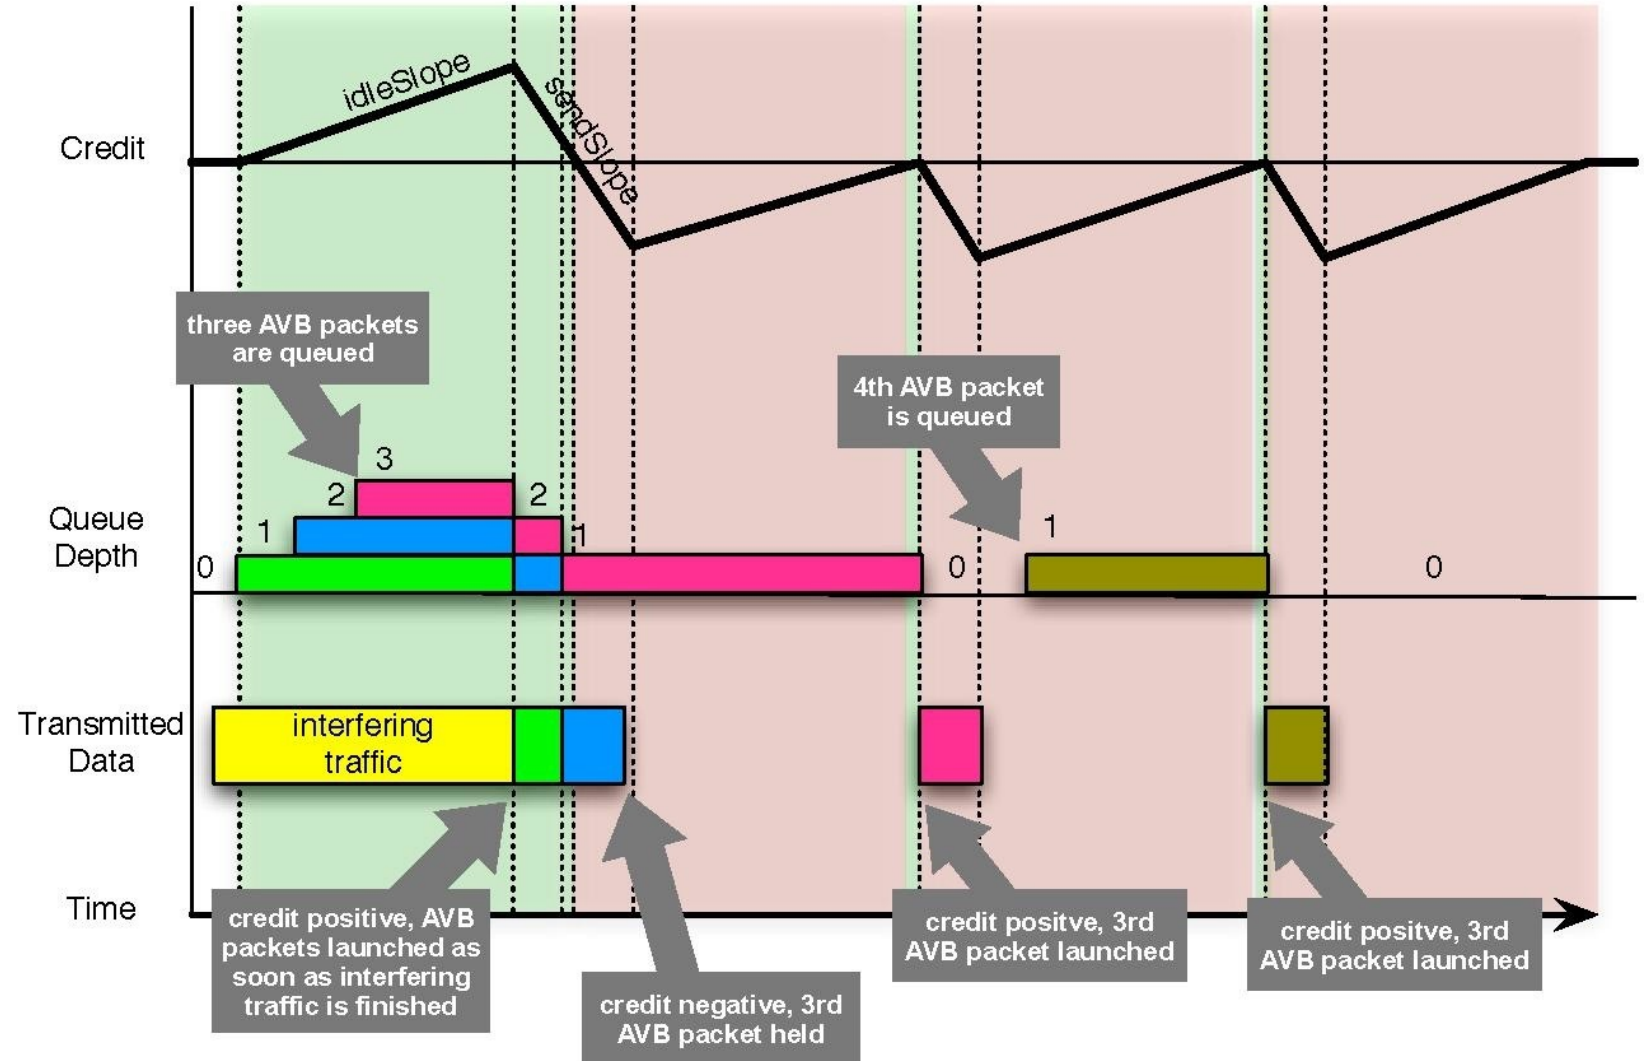 idleSlope
sendSlope
Credit
three AVB packets
are queued
4th AVB packet
is queued
3
2
2
1
1
1
0
0
0
Queue
Depth
Transmitted
Data
interfering
traffic
Time
credit positive, AVB
packets launched as
soon as interfering
traffic is finished
credit negative, 3rd
AVB packet held
credit positve, 3rd
AVB packet launched
credit positve, 3rd
AVB packet launched